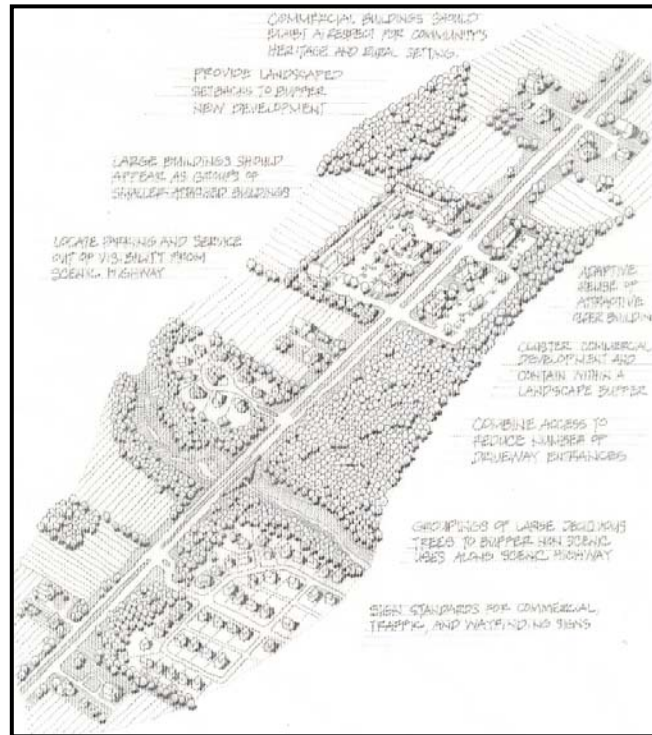 COMMERCIAL BUILDINGS SHOULD
EXHIBIT A RESPECT FOR COMMUNITY'S
HERITAGE AND RURAL SETTING.
PROVIDE LANDSCAPED
SETBACKS TO BUFFER
NEW DEVELOPMENT
LARGE BUILDINGS SHOULD
APPEAR AS GROUPS OF
SMALLER ATTACHED BUILDINGS
LOCATE PARKING AND SERVICE
OUT OF VISIBILITY FROM
SCENIC HIGHWAY
ADAPTIVE
REUSE OF
ATTRACTIVE
OLDER BUILDIN
CLUSTER COMMERCIAL
DEVELOPMENT AND
CONTAIN WITHIN A
LANDSCAPE BUFFER
COMBINE ACCESS TO
REDUCE NUMBER OF
DRIVEWAY ENTRANCES
GROUPINGS OF LARGE DECIDUOUS
TREES TO BUFFER NON SCENIC
USES ALONG SCENIC HIGHWAY
SIGN STANDARDS FOR COMMERCIAL,
TRAFFIC, AND WAYFINDING SIGNS